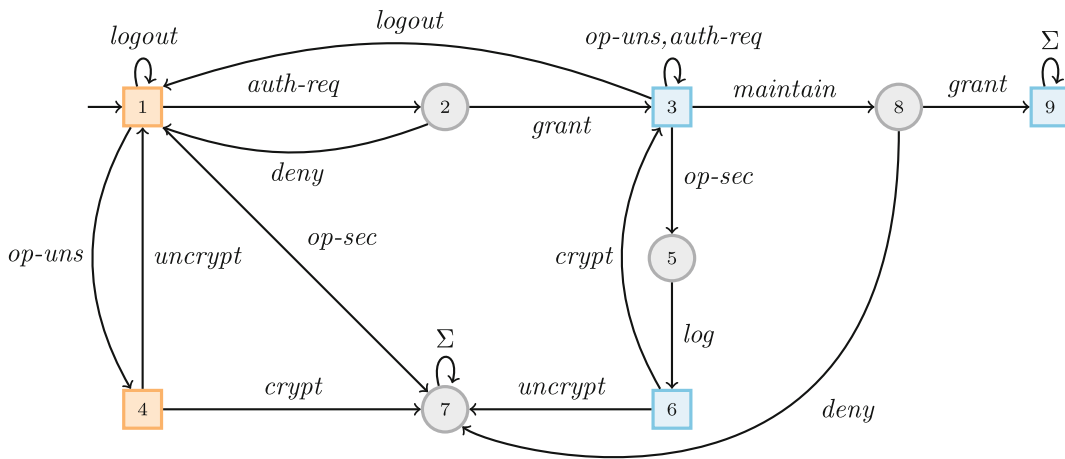 logout
logout
op-uns,auth-req
Σ
1
auth-req
2
grant
3
maintain
8
grant
9
deny
op-sec
op-uns
uncrypt
op-sec
crypt
5
log
Σ
4
crypt
7
uncrypt
6
deny